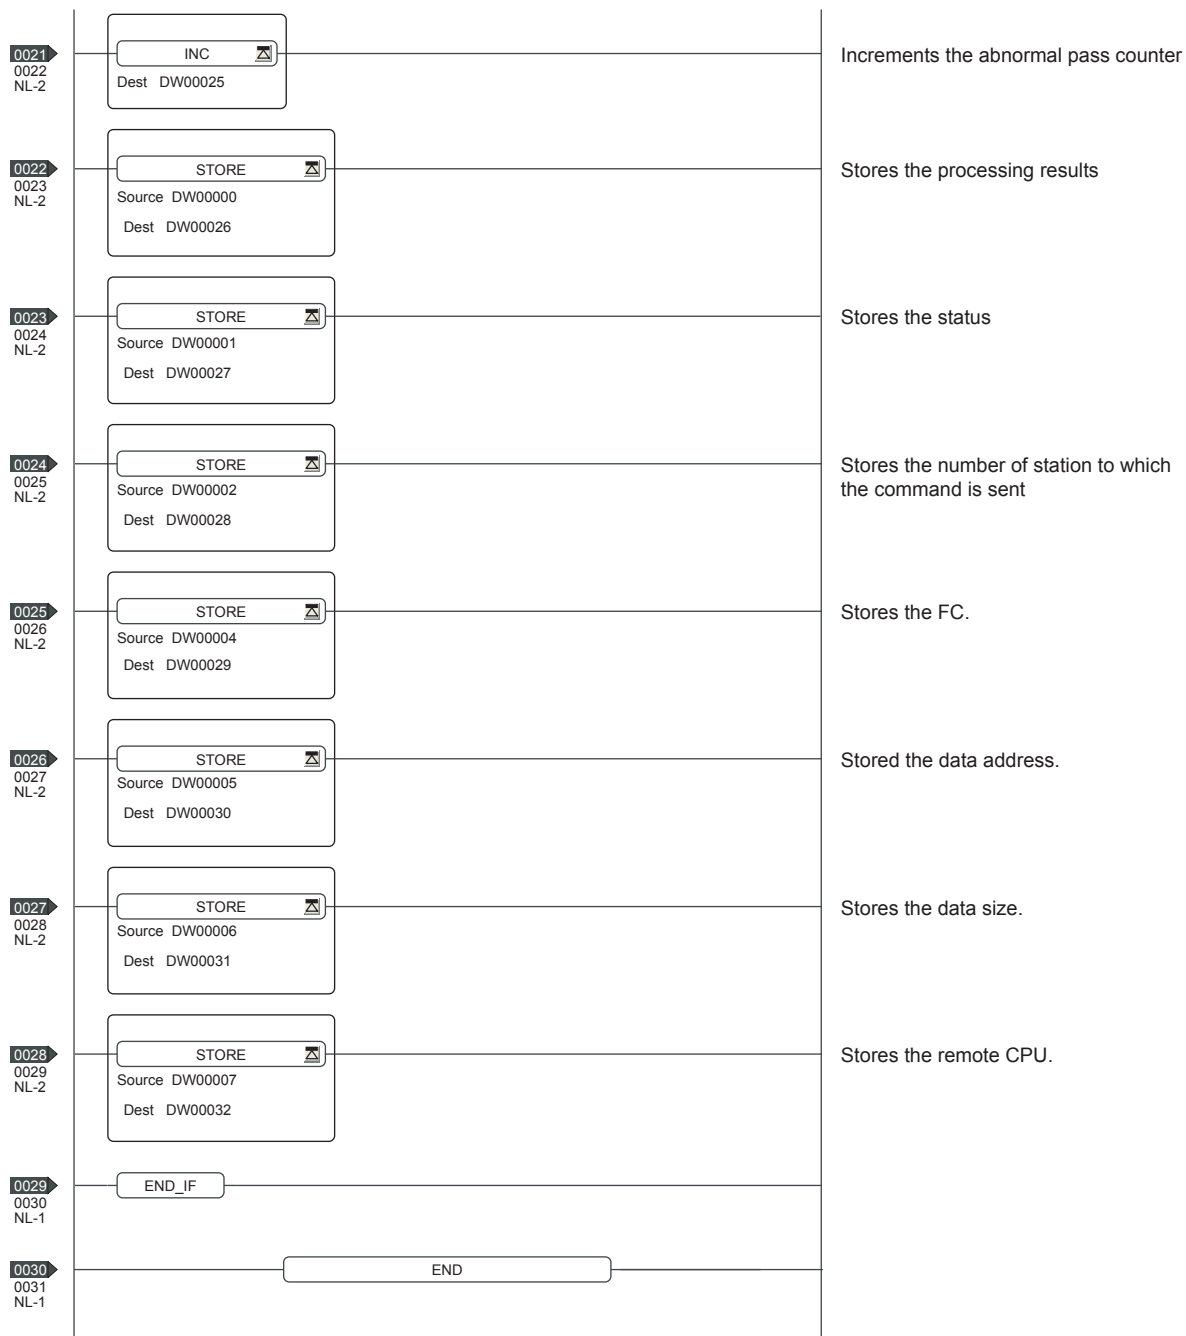 0021
0022
NL-2
INC
Dest DW00025
Increments the abnormal pass counter
0022
0023
NL-2
STORE
Source DW00000
Dest DW00026
Stores the processing results
0023
0024
NL-2
STORE
Source DW00001
Dest DW00027
Stores the status
0024
0025
NL-2
STORE
Source DW00002
Dest DW00028
Stores the number of station to which
the command is sent
0025
0026
NL-2
STORE
Source DW00004
Dest DW00029
Stores the FC.
0026
0027
NL-2
STORE
Source DW00005
Dest DW00030
Stored the data address.
0027
0028
NL-2
STORE
Source DW00006
Dest DW00031
Stores the data size.
0028
0029
NL-2
STORE
Source DW00007
Dest DW00032
Stores the remote CPU.
0029
0030
NL-1
END_IF
0030
0031
NL-1
END